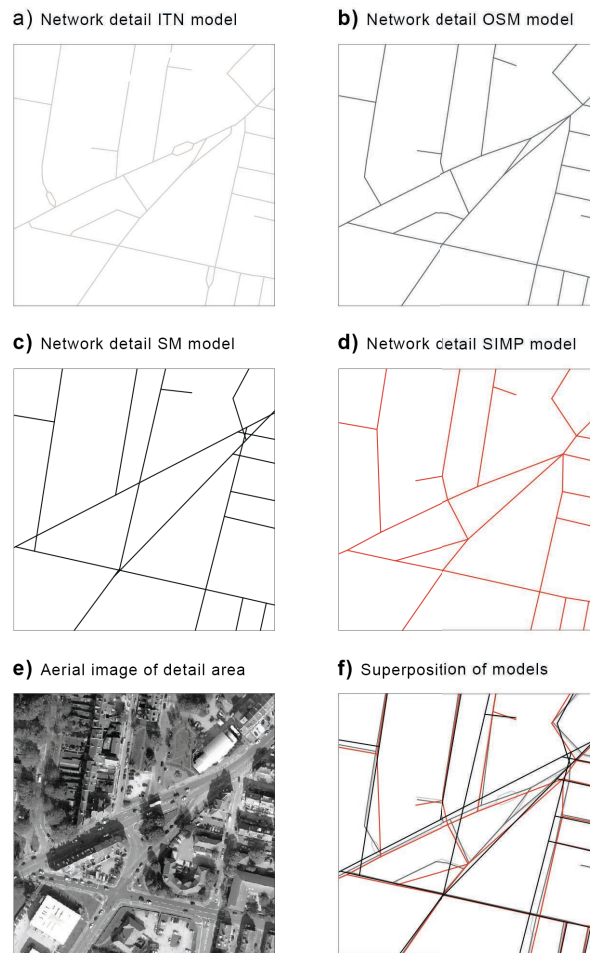 a) Network detail ITN model
b) Network detail OSM model
c) Network detail SM model
d) Network detail SIMP model
e) Aerial image of detail area
f) Superposition of models